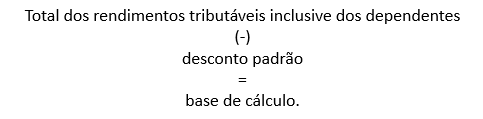 Total dos rendimentos tributáveis inclusive dos dependentes
(-)
desconto padrão
=
base de cálculo.